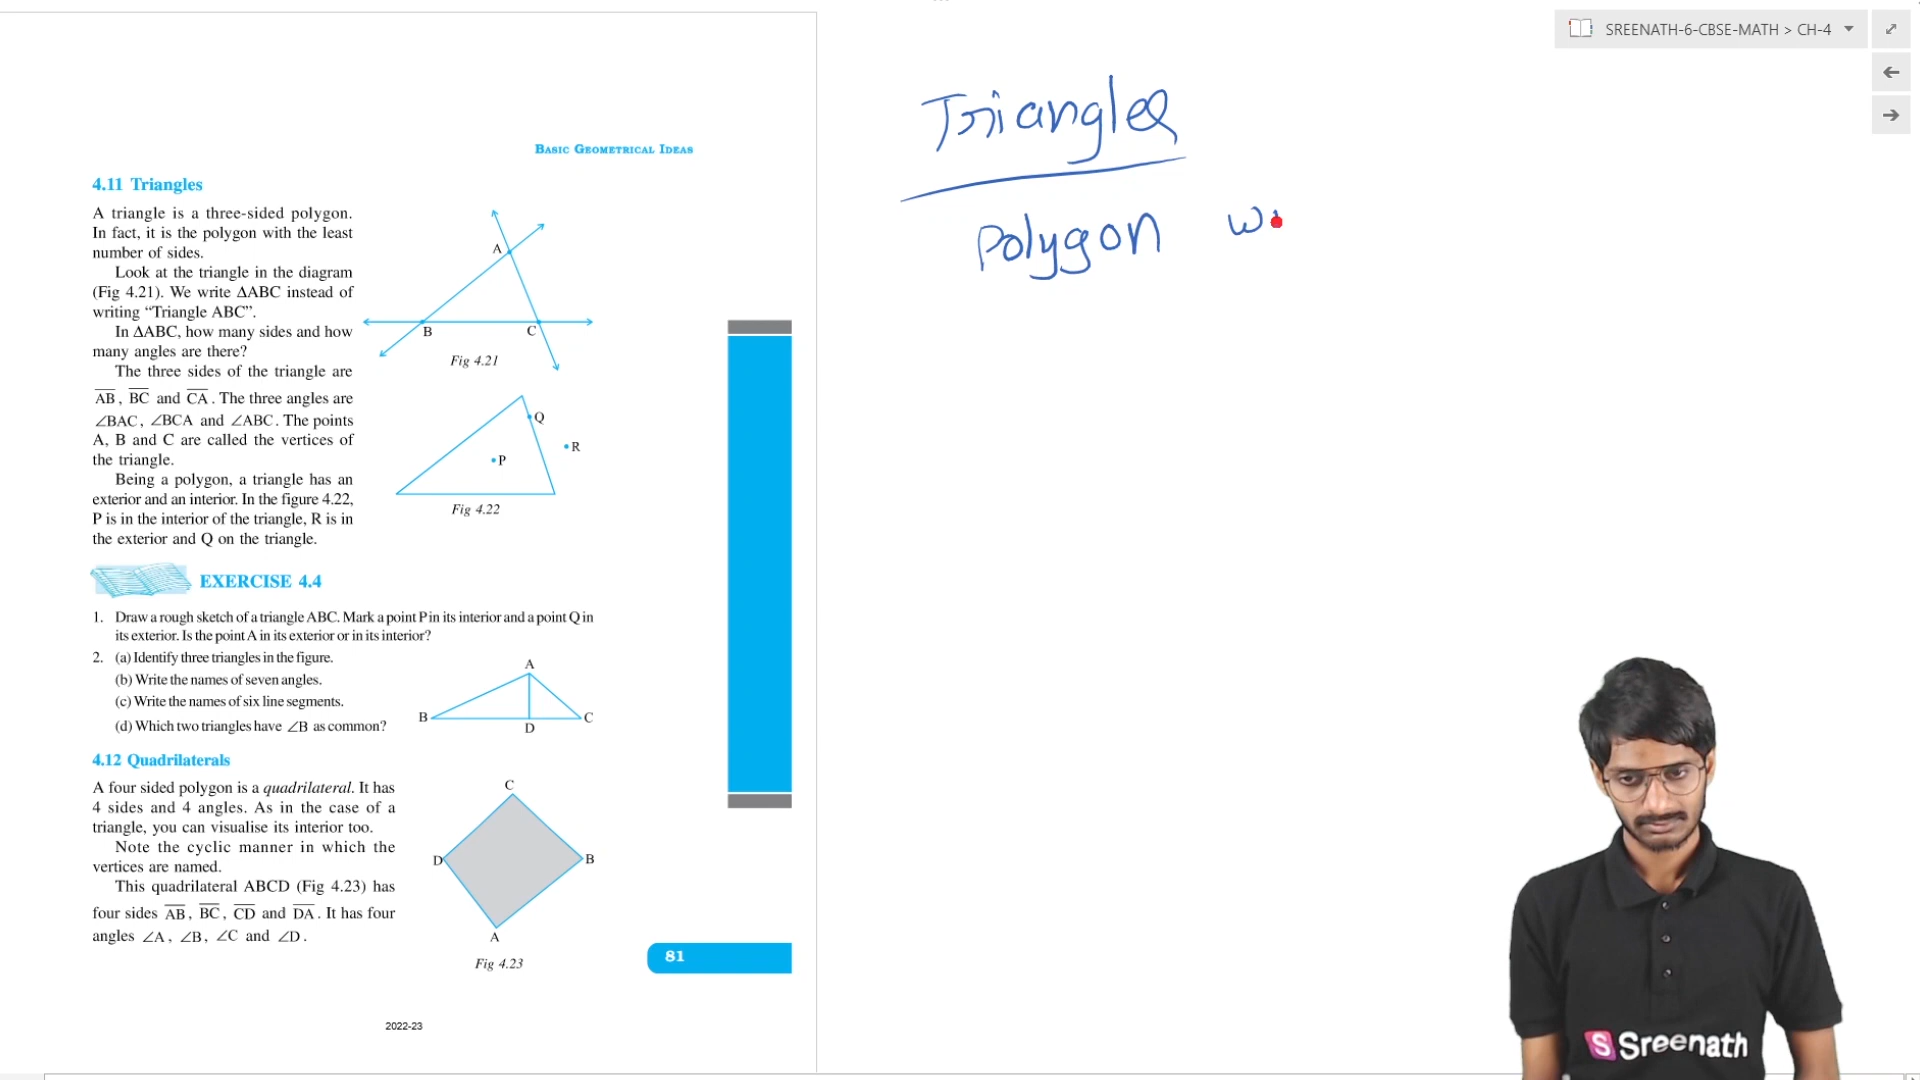 SREENATH-6-CBSE-MATH > CH-4
BASIC GEOMETRICAL IDEAS
4.11 Triangles
A triangle is a three-sided polygon.
In fact, it is the polygon with the least
number of sides.
Look at the triangle in the diagram
(Fig 4.21). We write ΔABC instead of
writing “Triangle ABC”.
In ΔABC, how many sides and how
many angles are there?
The three sides of the triangle are
A̅B̅, B̅C̅ and C̅A̅. The three angles are
∠BAC, ∠BCA and ∠ABC. The points
A, B and C are called the vertices of
the triangle.
Being a polygon, a triangle has an
exterior and an interior. In the figure 4.22,
P is in the interior of the triangle, R is in
the exterior and Q on the triangle.
A
B
C
Fig 4.21
Q
R
P
Fig 4.22
EXERCISE 4.4
1. Draw a rough sketch of a triangle ABC. Mark a point P in its interior and a point Q in
its exterior. Is the point A in its exterior or in its interior?
2. (a) Identify three triangles in the figure.
(b) Write the names of seven angles.
(c) Write the names of six line segments.
(d) Which two triangles have ∠B as common?
A
B
C
D
4.12 Quadrilaterals
A four sided polygon is a quadrilateral. It has
4 sides and 4 angles. As in the case of a
triangle, you can visualise its interior too.
Note the cyclic manner in which the
vertices are named.
This quadrilateral ABCD (Fig 4.23) has
four sides A̅B̅, B̅C̅, C̅D̅ and D̅A̅. It has four
angles ∠A, ∠B, ∠C and ∠D.
C
D
B
A
Fig 4.23
81
2022-23
Triangles
Polygon wi
S Sreenath